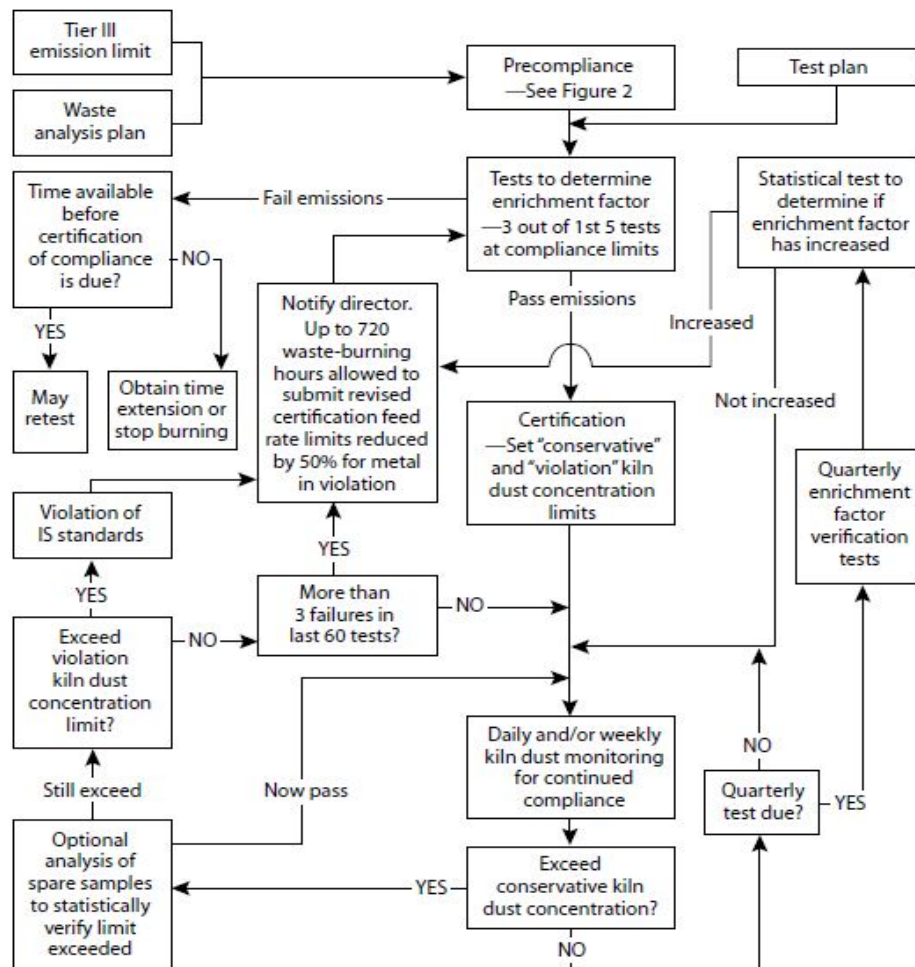 Tier III
emission limit
Waste
analysis plan
Precompliance
—See Figure 2
Test plan
Time available
before
certification
of compliance
is due?
Fail emissions
Tests to determine
enrichment factor
—3 out of 1st 5 tests
at compliance limits
Statistical test to
determine if
enrichment factor
has increased
NO
YES
May
retest
Obtain time
extension or
stop burning
Notify director.
Up to 720
waste-burning
hours allowed to
submit revised
certification feed
rate limits reduced
by 50% for metal
in violation
Pass emissions
Increased
Not increased
Certification
—Set “conservative”
and “violation” kiln
dust concentration
limits
Quarterly
enrichment
factor
verification
tests
Violation of
IS standards
YES
YES
More than
3 failures in
last 60 tests?
NO
Exceed
violation
kiln dust
concentration
limit?
NO
Still exceed
Now pass
Daily and/or weekly
kiln dust monitoring
for continued
compliance
NO
Quarterly
test due?
YES
Optional
analysis of
spare samples
to statistically
verify limit
exceeded
YES
Exceed
conservative kiln
dust concentration?
NO